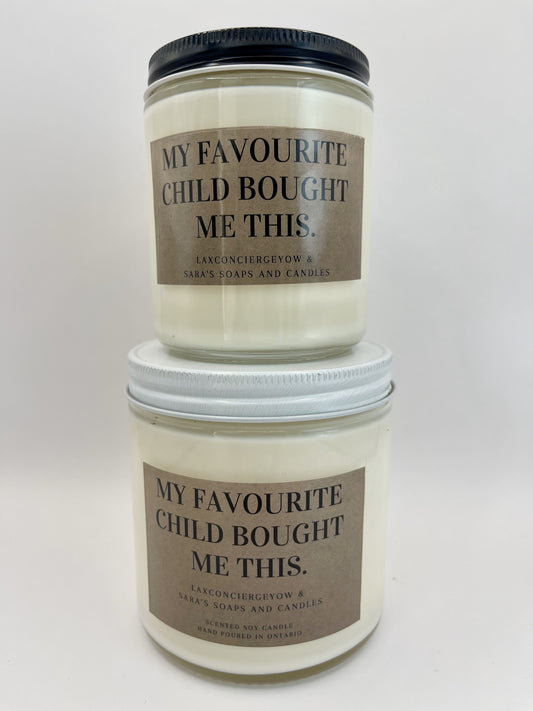 MY FAVOURITE
CHILD BOUGHT
ME THIS.
LAXCONCIERGEYOW &
SARA'S SOAPS AND CANDLES
MY FAVOURITE
CHILD BOUGHT
ME THIS.
LAXCONCIERGEYOW &
SARA'S SOAPS AND CANDLES
SCENTED SOY CANDLE
HAND POURED IN ONTARIO